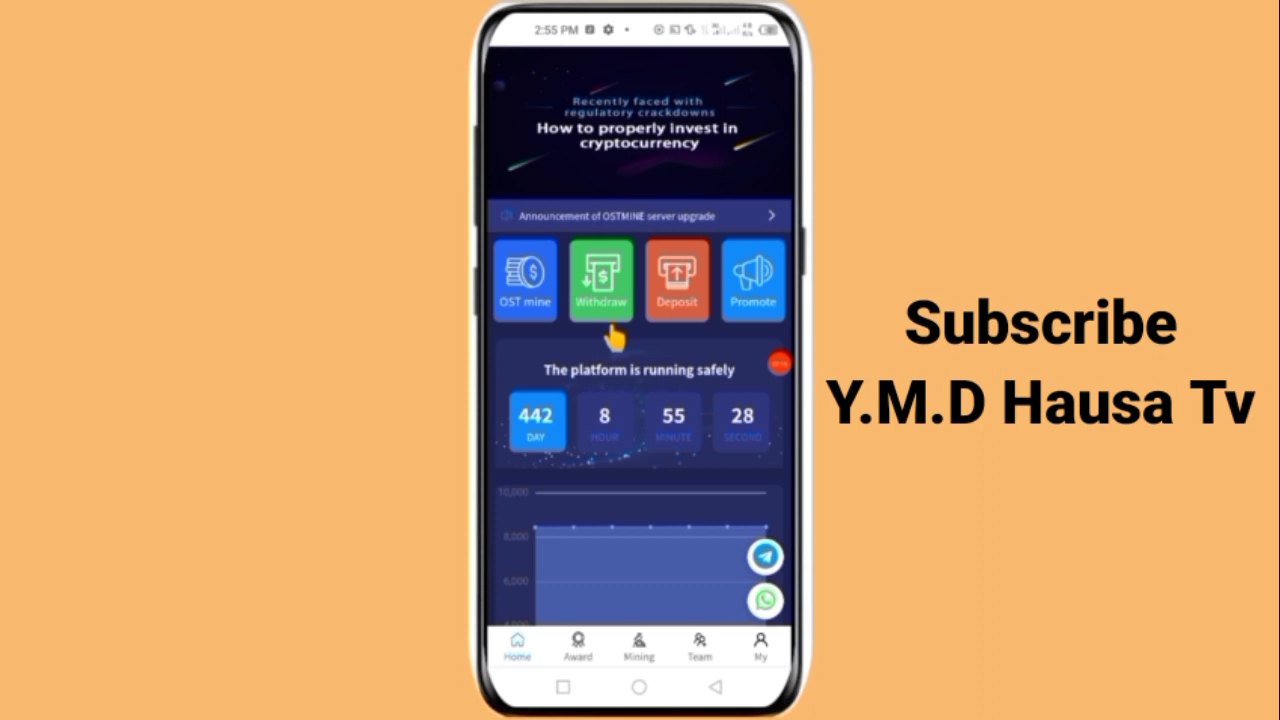 2:55 PM
Recently faced with
regulatory crackdowns
How to properly invest in
cryptocurrency
Announcement of OSTMINE server upgrade
OST mine
Withdraw
Deposit
Promote
The platform is running safely
442
8
55
28
DAY
HOUR
MINUTE
SECOND
10,000
8,000
6,000
4,000
Home
Award
Mining
Team
My
Subscribe
Y.M.D Hausa Tv